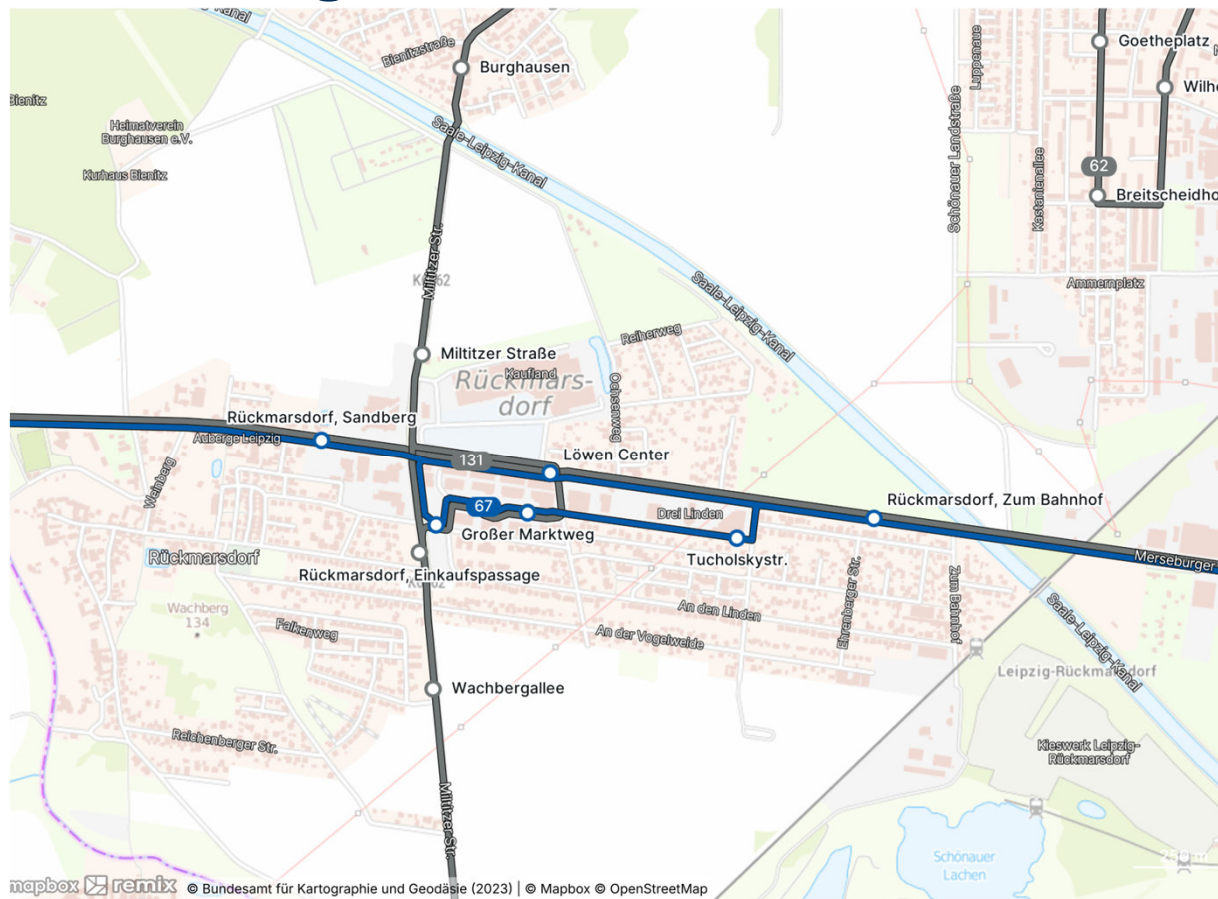 Bienitzstraße
Burghausen
Goetheplatz
Bienitz
Heimatverein
Burghausen e.V.
Kurhaus Bienitz
Saale-Leipzig-Kanal
Luppenaue
Schönauer Landstraße
Kastanienallee
62
Ammernplatz
Miltitzer Str.
Saale-Leipzig-Kanal
Reiherweg
Miltitzer Straße
Kaufland
Rückmars-
dorf
Ochsenweg
Rückmarsdorf, Sandberg
Auberge Leipzig
131
Löwen Center
Weinberg
67
Großer Marktweg
Drei Linden
Rückmarsdorf, Zum Bahnhof
Tucholskystr.
Merseburger
Rückmarsdorf
Rückmarsdorf, Einkaufspassage
Wachberg
134
An den Linden
Ehrenberger Str.
Zum Bahnhof
Saale-Leipzig-Kanal
Falkenweg
An der Vogelweide
Leipzig-Rückmarsdorf
Wachbergallee
Reichenberger Str.
Kieswerk Leipzig-
Rückmarsdorf
Miltitzer Str.
Schönauer
Lachen
250 m
mapbox remix © Bundesamt für Kartographie und Geodäsie (2023) | © Mapbox © OpenStreetMap